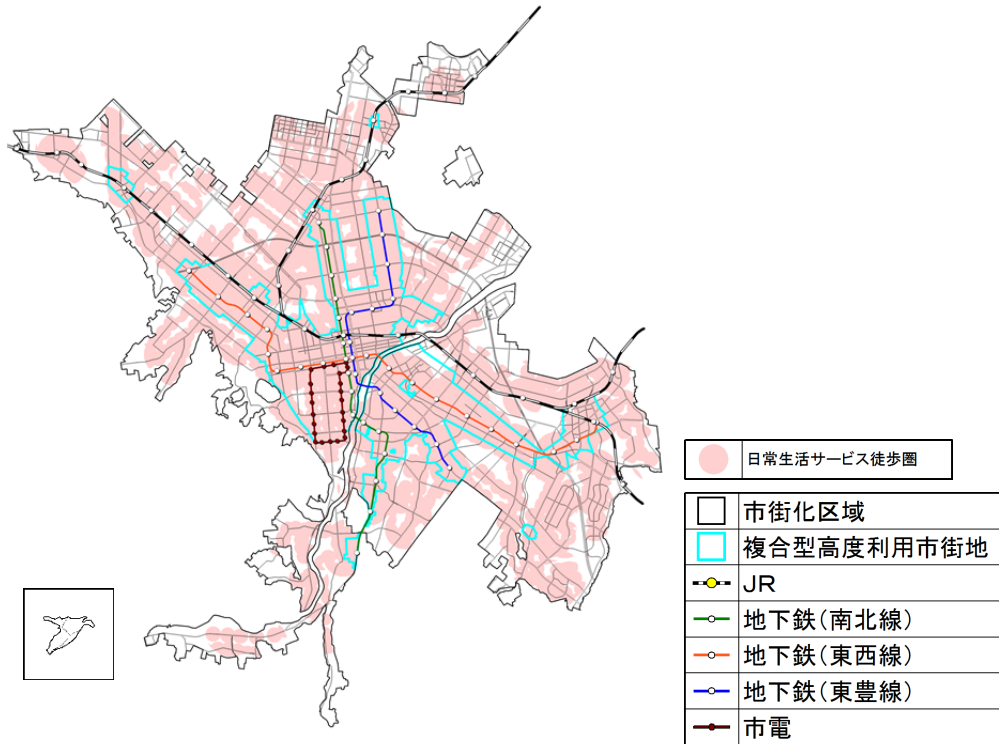 日常生活サービス徒歩圏
市街化区域
複合型高度利用市街地
JR
地下鉄(南北線)
地下鉄(東西線)
地下鉄(東豊線)
市電